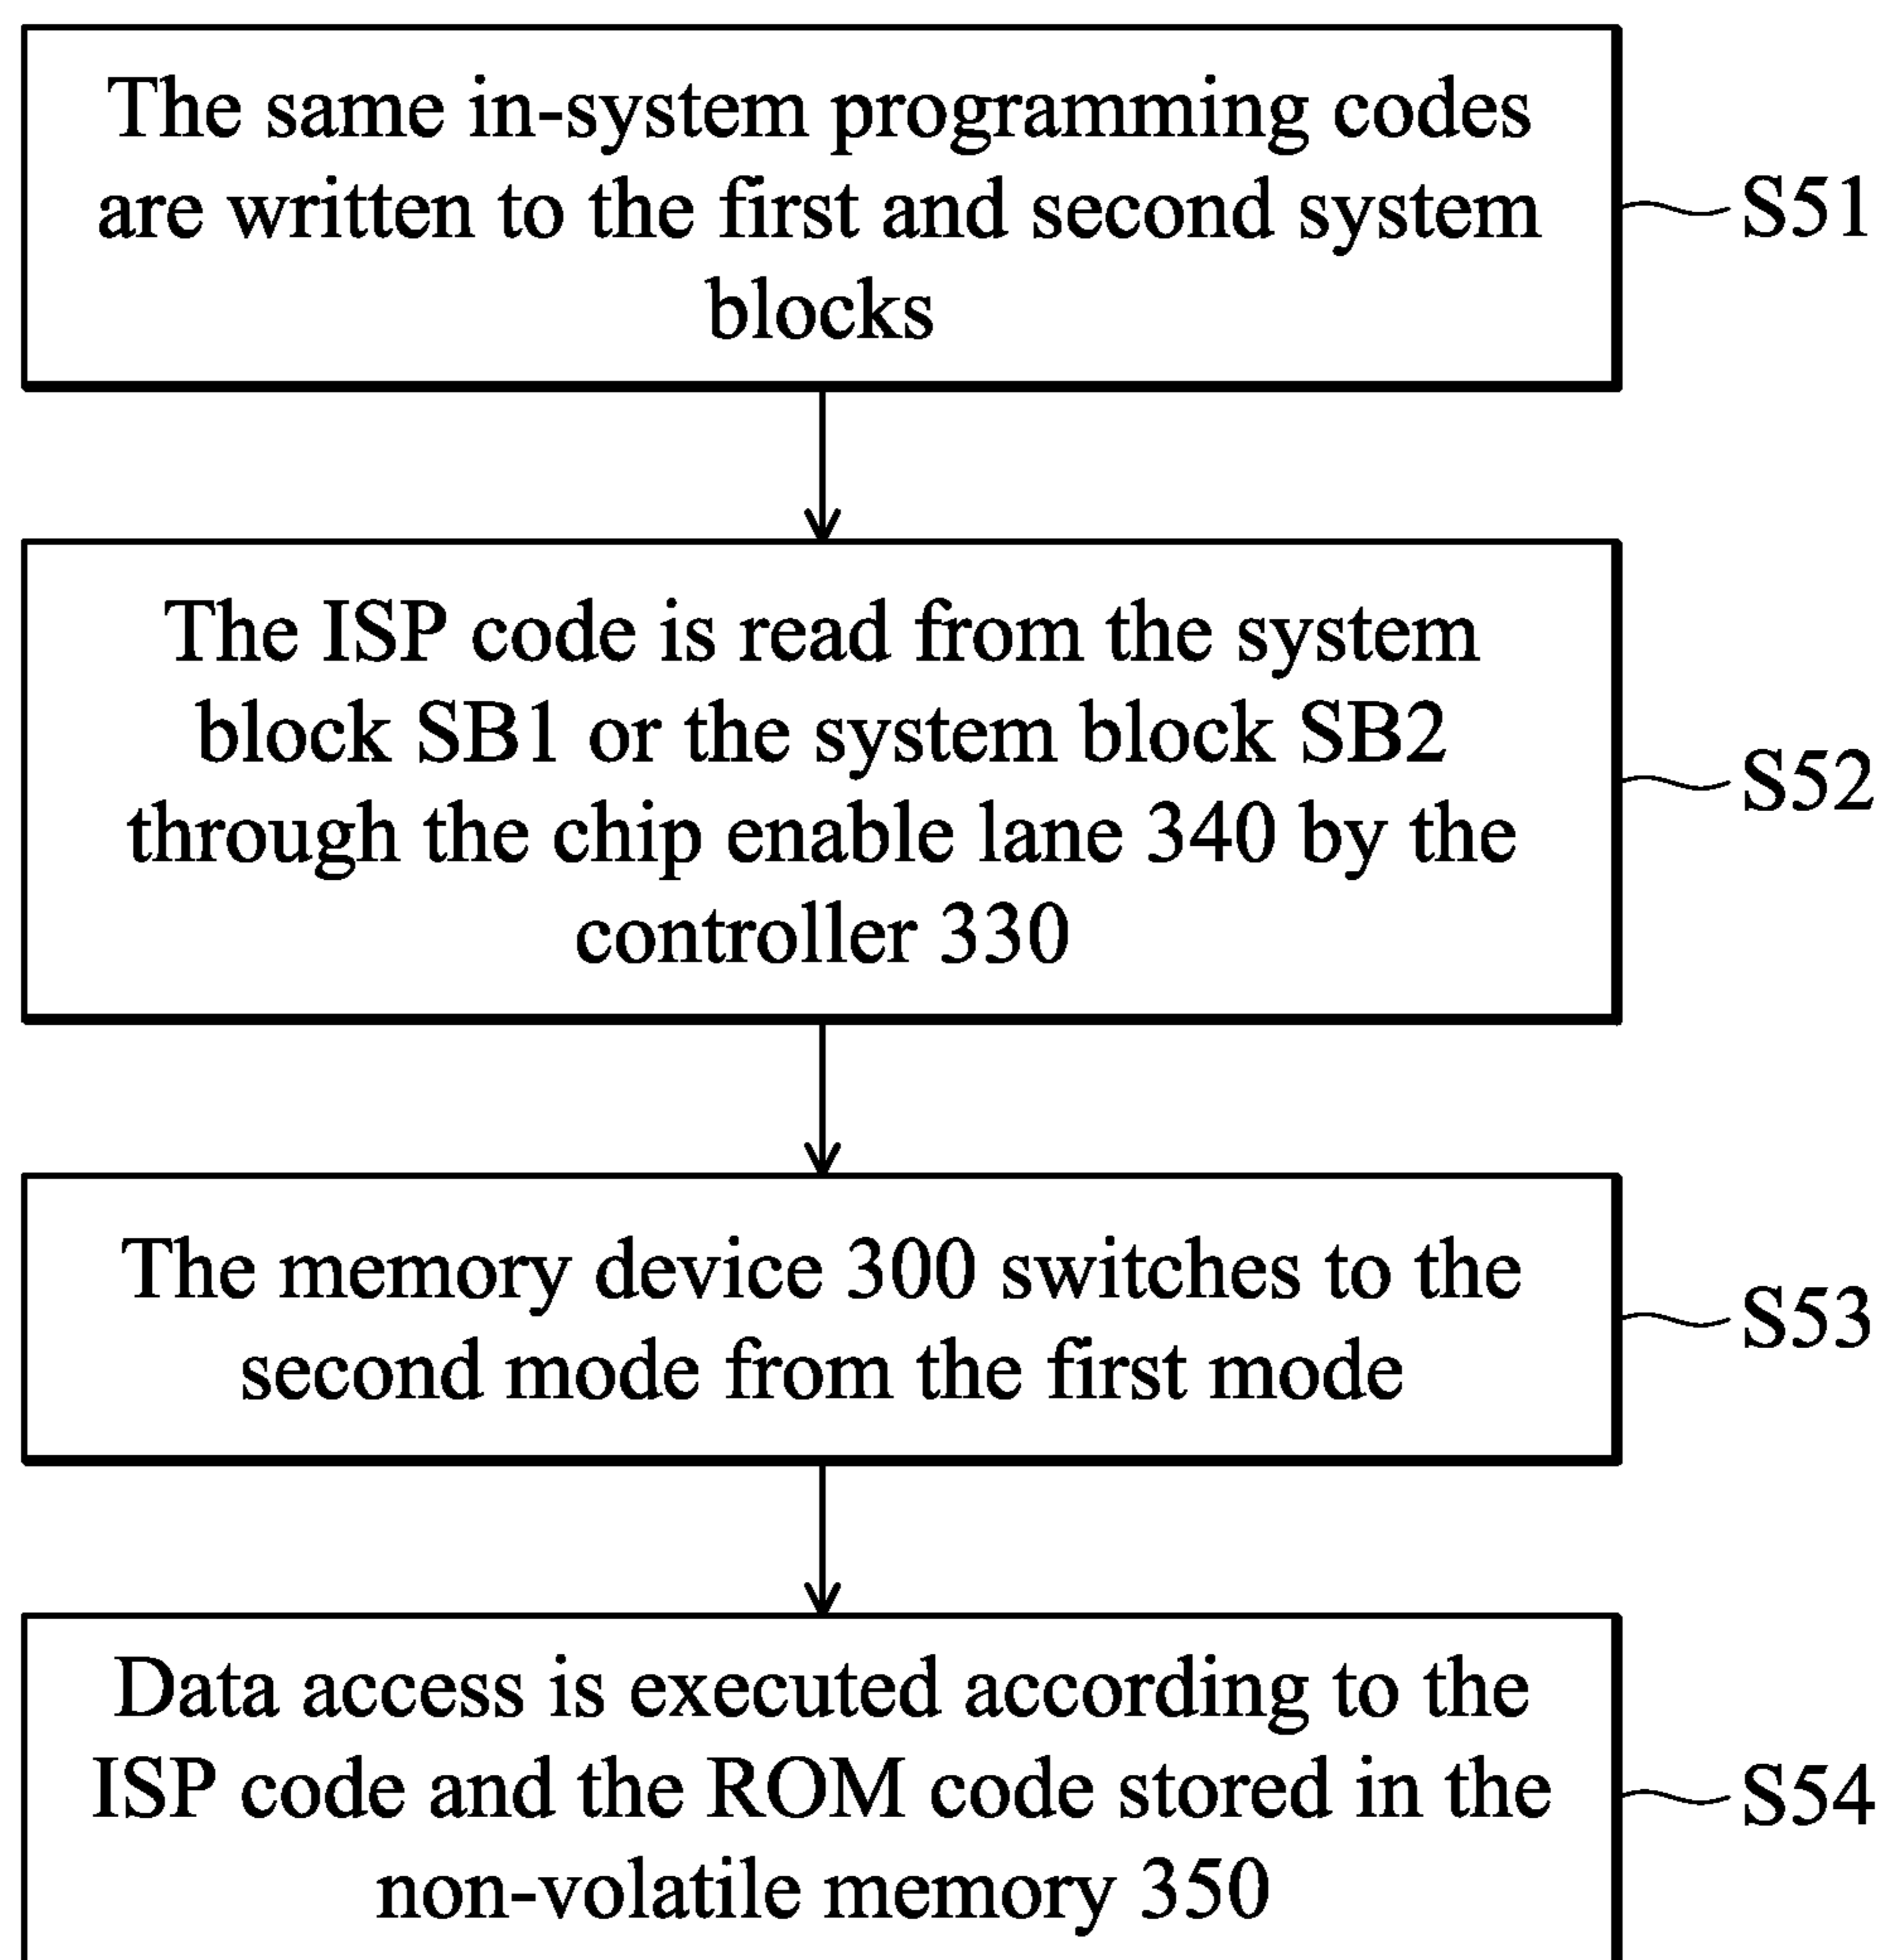 The same in-system programming codes
are written to the first and second system
blocks
S51
The ISP code is read from the system
block SB1 or the system block SB2
through the chip enable lane 340 by the
controller 330
S52
The memory device 300 switches to the
second mode from the first mode
S53
Data access is executed according to the
ISP code and the ROM code stored in the
non-volatile memory 350
S54